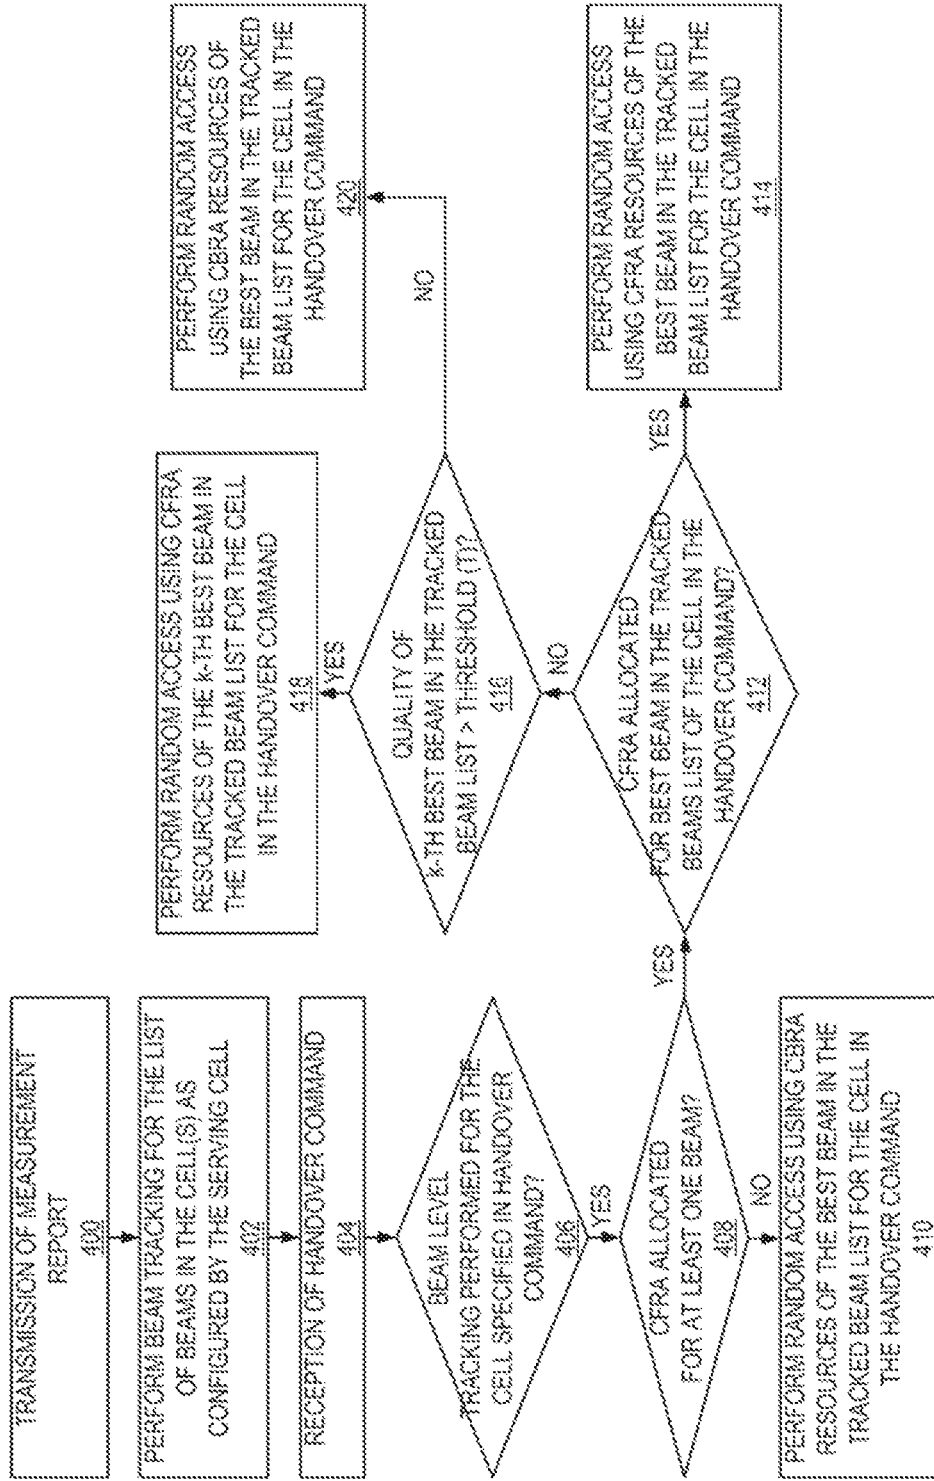 TRANSMISSION OF MEASUREMENT
REPORT
400
PERFORM BEAM TRACKING FOR THE LIST
OF BEAMS IN THE CELL(S) AS
CONFIGURED BY THE SERVING CELL
402
RECEPTION OF HANDOVER COMMAND
404
BEAM LEVEL
TRACKING PERFORMED FOR THE
CELL SPECIFIED IN HANDOVER
COMMAND?
406
YES
CFRA ALLOCATED
FOR AT LEAST ONE BEAM?
408
NO
PERFORM RANDOM ACCESS USING CBRA
RESOURCES OF THE BEST BEAM IN THE
TRACKED BEAM LIST FOR THE CELL IN
THE HANDOVER COMMAND
410
YES
CFRA ALLOCATED
FOR BEST BEAM IN THE TRACKED
BEAMS LIST OF THE CELL IN THE
HANDOVER COMMAND?
412
YES
PERFORM RANDOM ACCESS
USING CFRA RESOURCES OF THE
BEST BEAM IN THE TRACKED
BEAM LIST FOR THE CELL IN THE
HANDOVER COMMAND
414
NO
QUALITY OF
K-TH BEST BEAM IN THE TRACKED
BEAM LIST > THRESHOLD (T)?
416
YES
PERFORM RANDOM ACCESS USING CFRA
RESOURCES OF THE K-TH BEST BEAM IN
THE TRACKED BEAM LIST FOR THE CELL
IN THE HANDOVER COMMAND
418
NO
PERFORM RANDOM ACCESS
USING CBRA RESOURCES OF
THE BEST BEAM IN THE TRACKED
BEAM LIST FOR THE CELL IN THE
HANDOVER COMMAND
420